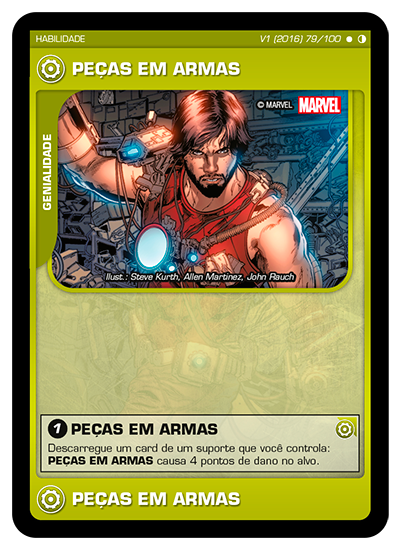 HABILIDADE
V1 (2016) 79/100
PEÇAS EM ARMAS
GENIALIDADE
© MARVEL MARVEL
Illust.: Steve Kurth, Allen Martinez, John Rauch
1 PEÇAS EM ARMAS
Descarregue um card de um suporte que você controla:
PEÇAS EM ARMAS causa 4 pontos de dano no alvo.
PEÇAS EM ARMAS